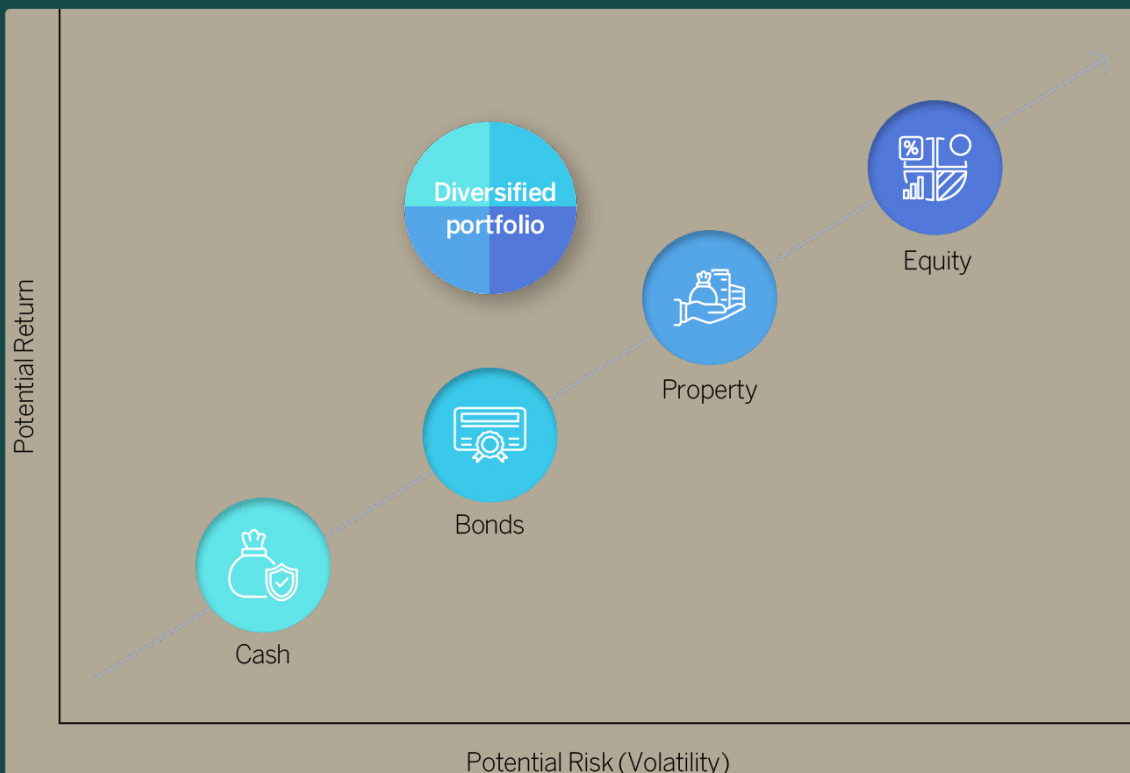 Potential Return
Diversified
portfolio
%
Equity
Property
Bonds
Cash
Potential Risk (Volatility)